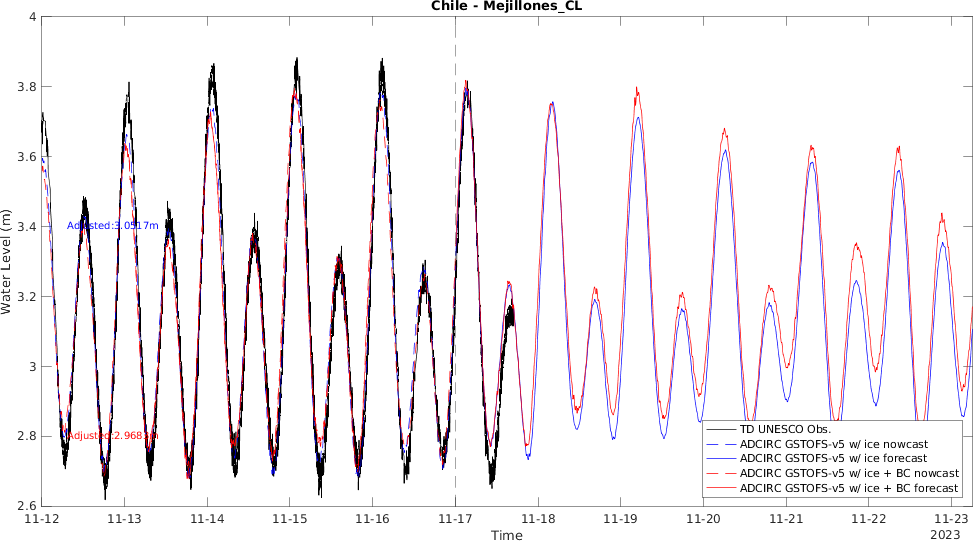 Chile - Mejillones_CL
4
3.8
3.6
3.4
3.2
3
2.8
2.6
Water Level (m)
Adjusted:3.0517m
TD UNESCO Obs.
ADCIRC GSTOFS-v5 w/ ice nowcast
ADCIRC GSTOFS-v5 w/ ice forecast
ADCIRC GSTOFS-v5 w/ ice + BC nowcast
ADCIRC GSTOFS-v5 w/ ice + BC forecast
11-12 11-13 11-14 11-15 11-16 11-17 11-18 11-19 11-20 11-21 11-22 11-23
Time
2023